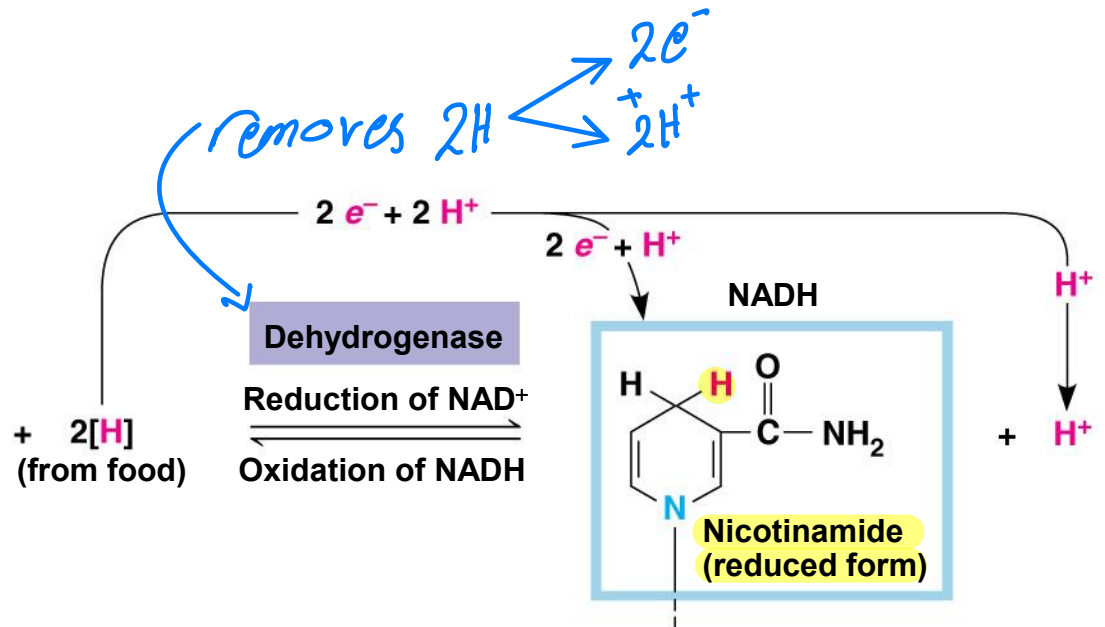 2e⁻
removes 2H
+
2H⁺
2 e⁻ + 2 H⁺
2 e⁻ + H⁺
H⁺
NADH
Dehydrogenase
H H O
Reduction of NAD⁺
+ 2[H]
C NH₂
+ H⁺
(from food)
Oxidation of NADH
N
Nicotinamide
(reduced form)